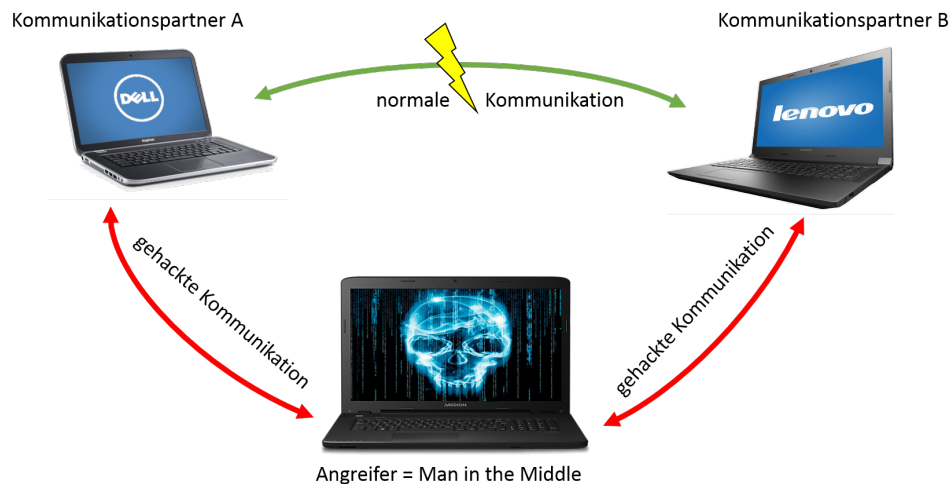 Kommunikationspartner A
Kommunikationspartner B
DELL
normale Kommunikation
lenovo
gehackte Kommunikation
gehackte Kommunikation
MEDION
Angreifer = Man in the Middle